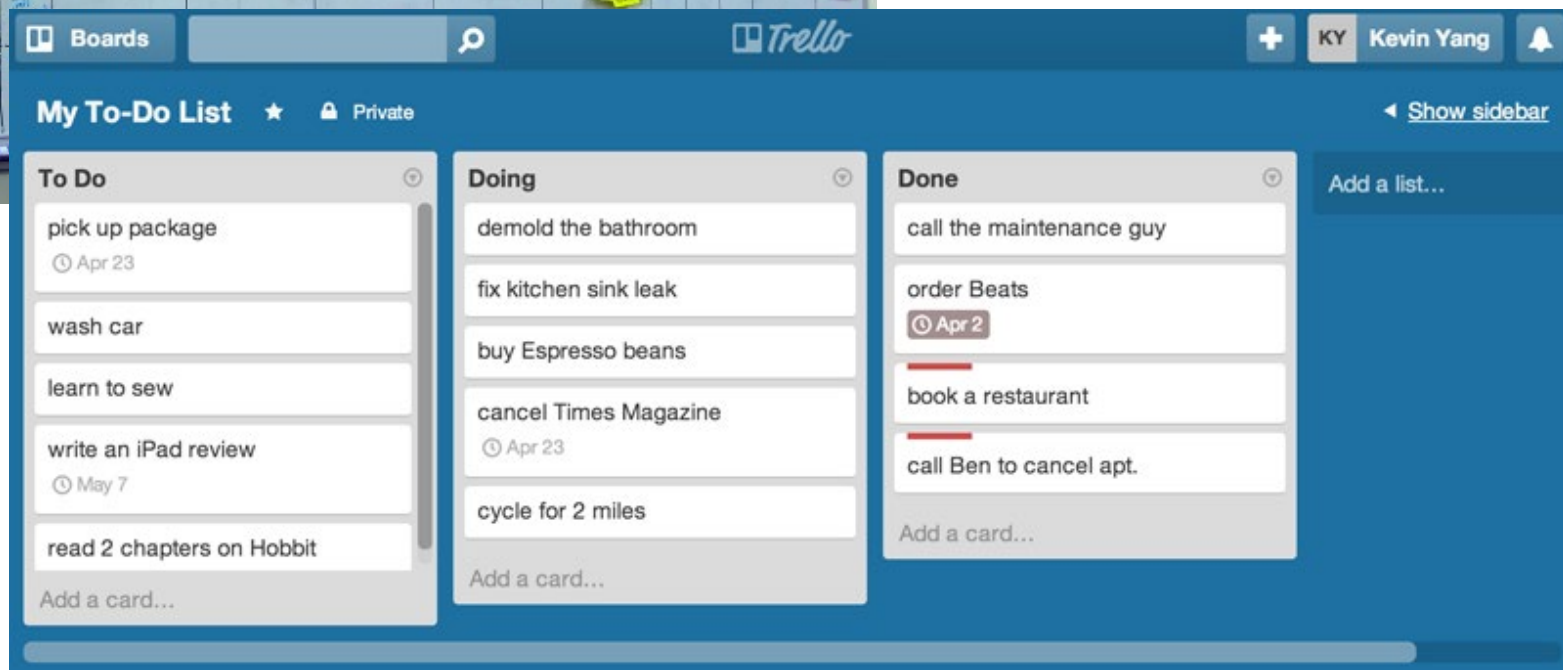 Boards
Trello
KY Kevin Yang
My To-Do List Private
Show sidebar
To Do
pick up package
Apr 23
wash car
learn to sew
write an iPad review
May 7
read 2 chapters on Hobbit
Add a card...
Doing
demold the bathroom
fix kitchen sink leak
buy Espresso beans
cancel Times Magazine
Apr 23
cycle for 2 miles
Add a card...
Done
call the maintenance guy
order Beats
Apr 2
book a restaurant
call Ben to cancel apt.
Add a card...
Add a list...